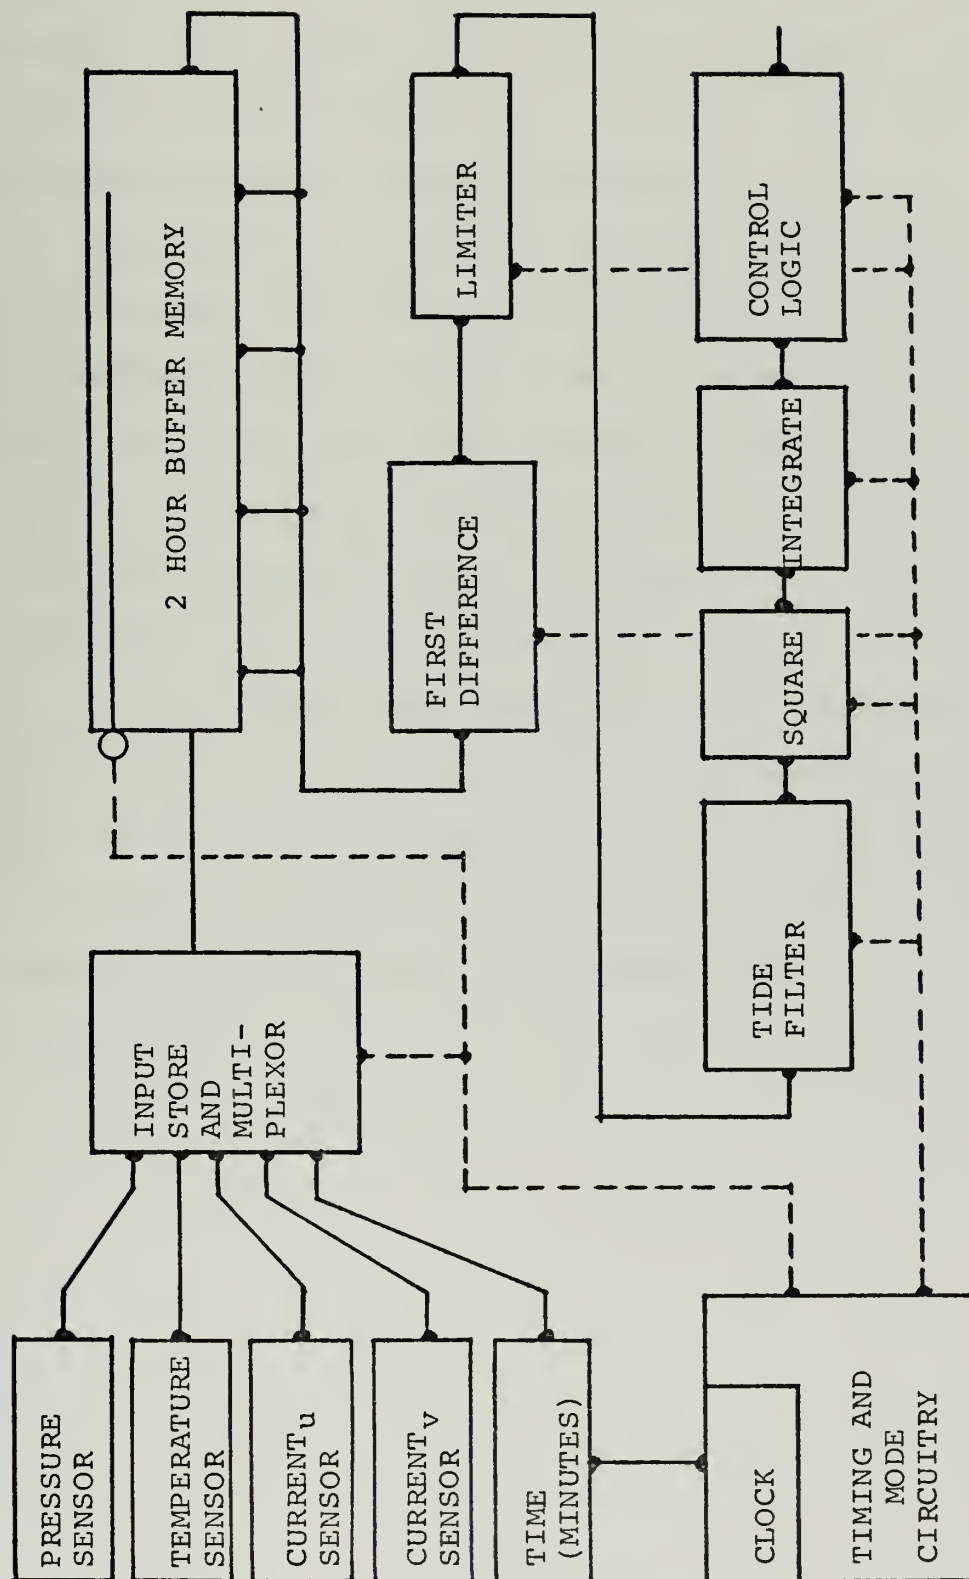 PRESSURE
SENSOR
TEMPERATURE
SENSOR
CURRENTu
SENSOR
CURRENTv
SENSOR
TIME
(MINUTES)
CLOCK
TIMING AND
MODE
CIRCUITRY
INPUT
STORE
AND
MULTI-
PLEXOR
2 HOUR BUFFER MEMORY
FIRST
DIFFERENCE
LIMITER
TIDE
FILTER
SQUARE
INTEGRATE
CONTROL
LOGIC